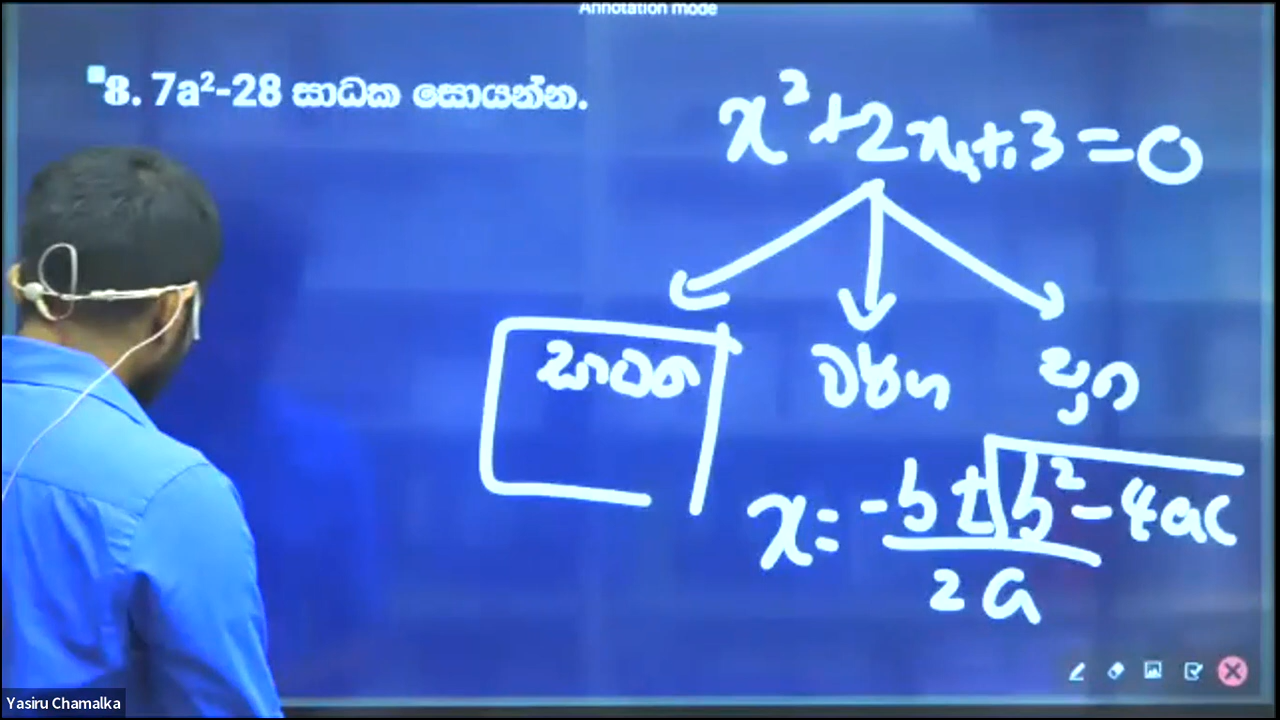 Annotation mode
8. 7a²-28 සාධක සොයන්න.
x²+2x+3=0
සාධක වර්ග සූත්‍ර
x = -b ± √b² - 4ac
2a
Yasiru Chamalka